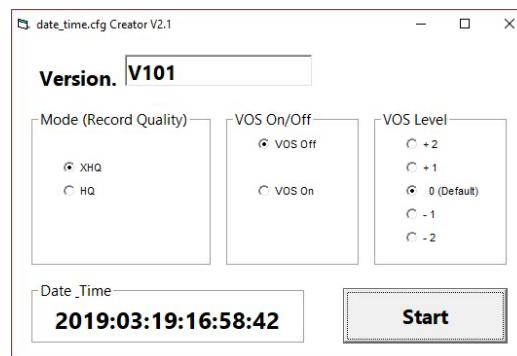 date_time.cfg Creator V2.1
Version. V101
Mode (Record Quality)
XHQ
HQ
VOS On/Off
VOS Off
VOS On
VOS Level
+ 2
+ 1
0 (Default)
- 1
- 2
Date _Time
2019:03:19:16:58:42
Start